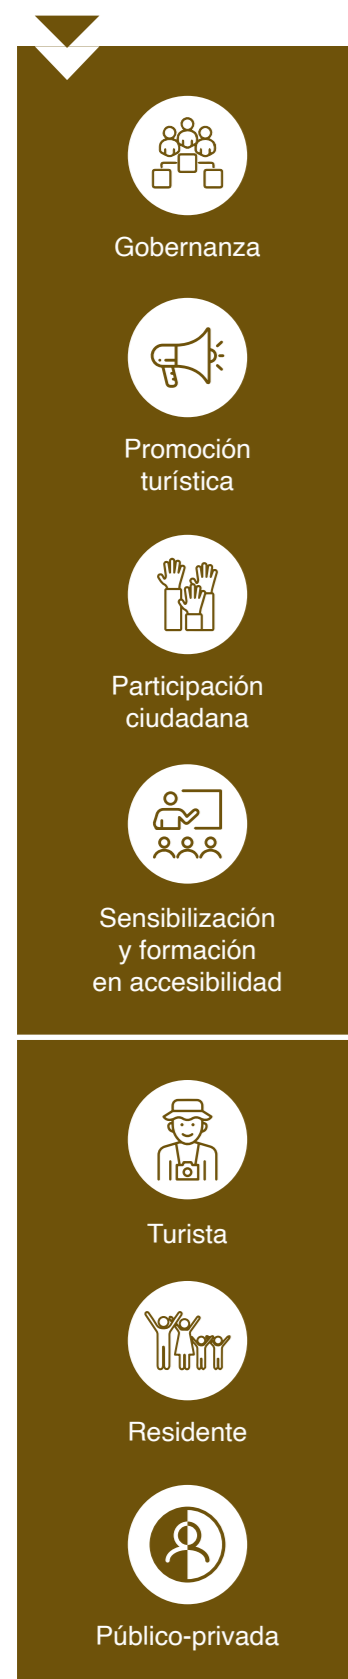 Gobernanza
Promoción
turística
Participación
ciudadana
Sensibilización
y formación
en accesibilidad
Turista
Residente
Público-privada